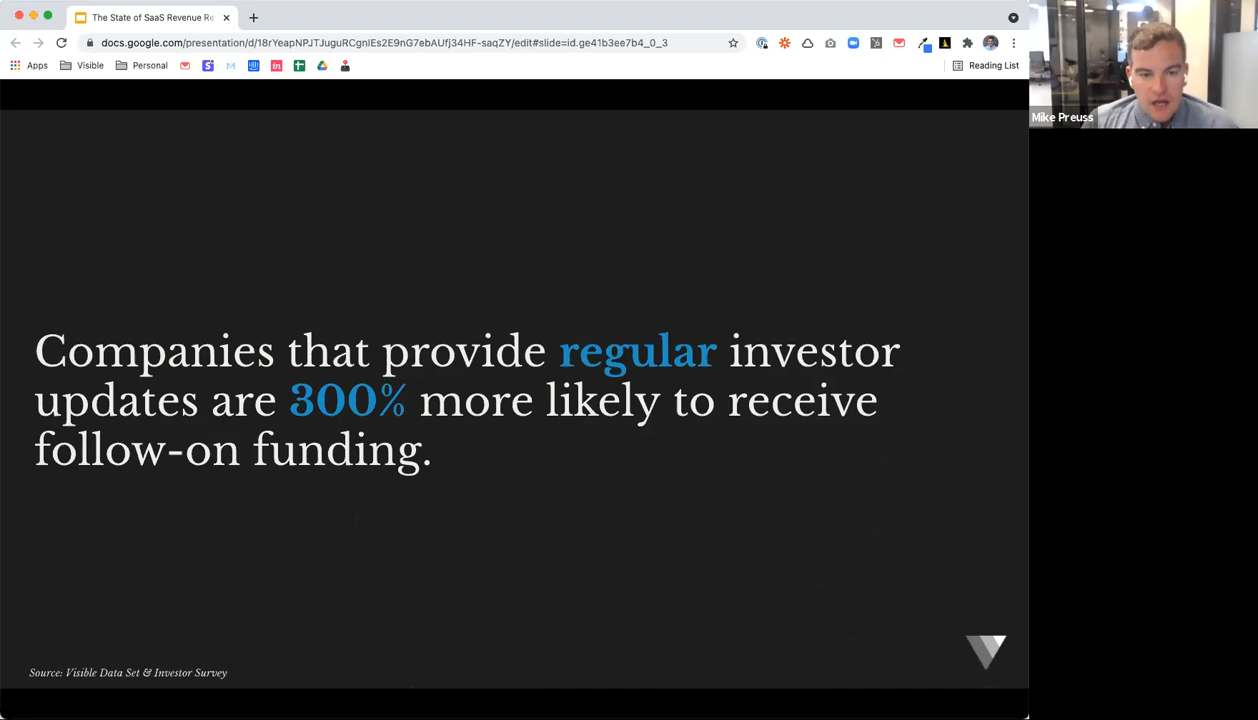 The State of SaaS Revenue Re
docs.google.com/presentation/d/18rYeapNPJTJuguRCgnIEs2E9nG7ebAUfj34HF-saqZY/edit#slide=id.ge41b3ee7b4_0_3
Apps
Visible
Personal
Reading List
Mike Preuss
Companies that provide regular investor
updates are 300% more likely to receive
follow-on funding.
Source: Visible Data Set & Investor Survey